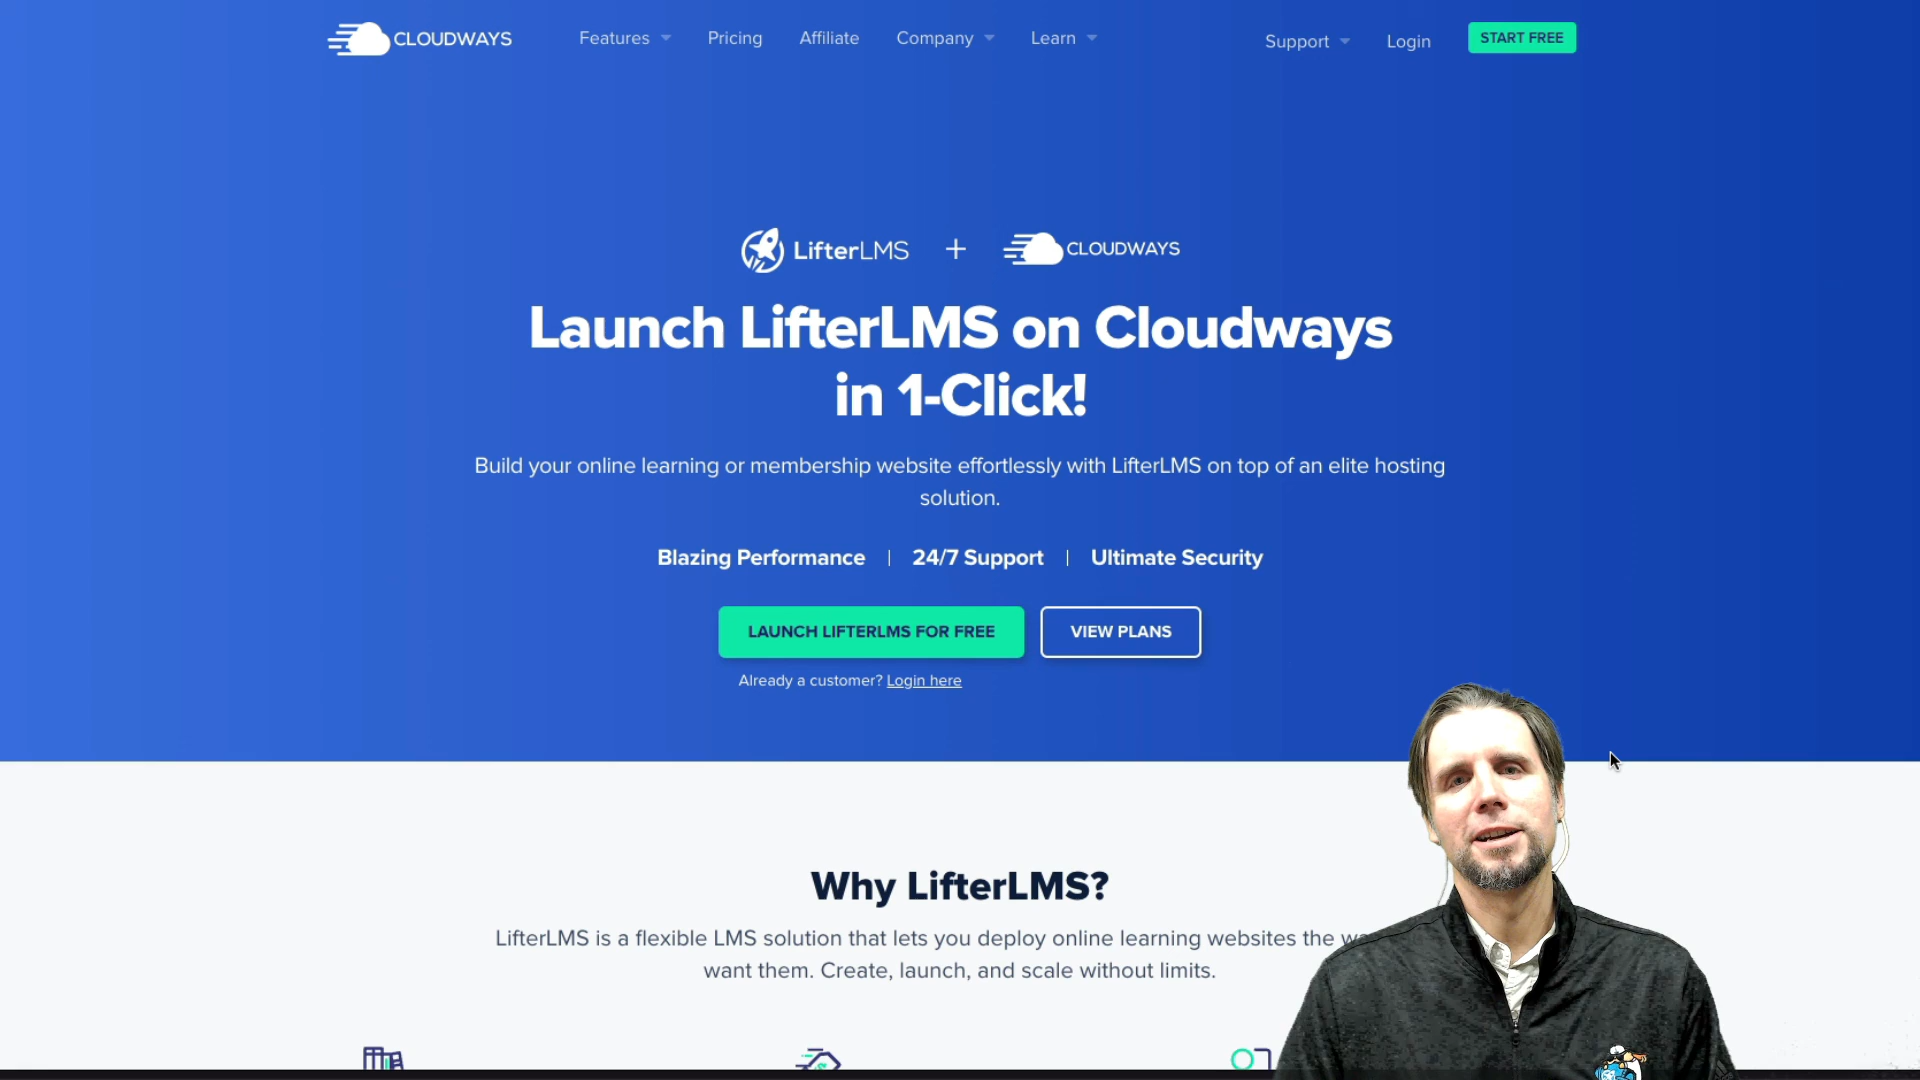 CLOUDWAYS
Features
Pricing
Affiliate
Company
Learn
Support
Login
START FREE
LifterLMS + CLOUDWAYS
Launch LifterLMS on Cloudways
in 1-Click!
Build your online learning or membership website effortlessly with LifterLMS on top of an elite hosting
solution.
Blazing Performance | 24/7 Support | Ultimate Security
LAUNCH LIFTERLMS FOR FREE
VIEW PLANS
Already a customer? Login here
Why LifterLMS?
LifterLMS is a flexible LMS solution that lets you deploy online learning websites the
want them. Create, launch, and scale without limits.